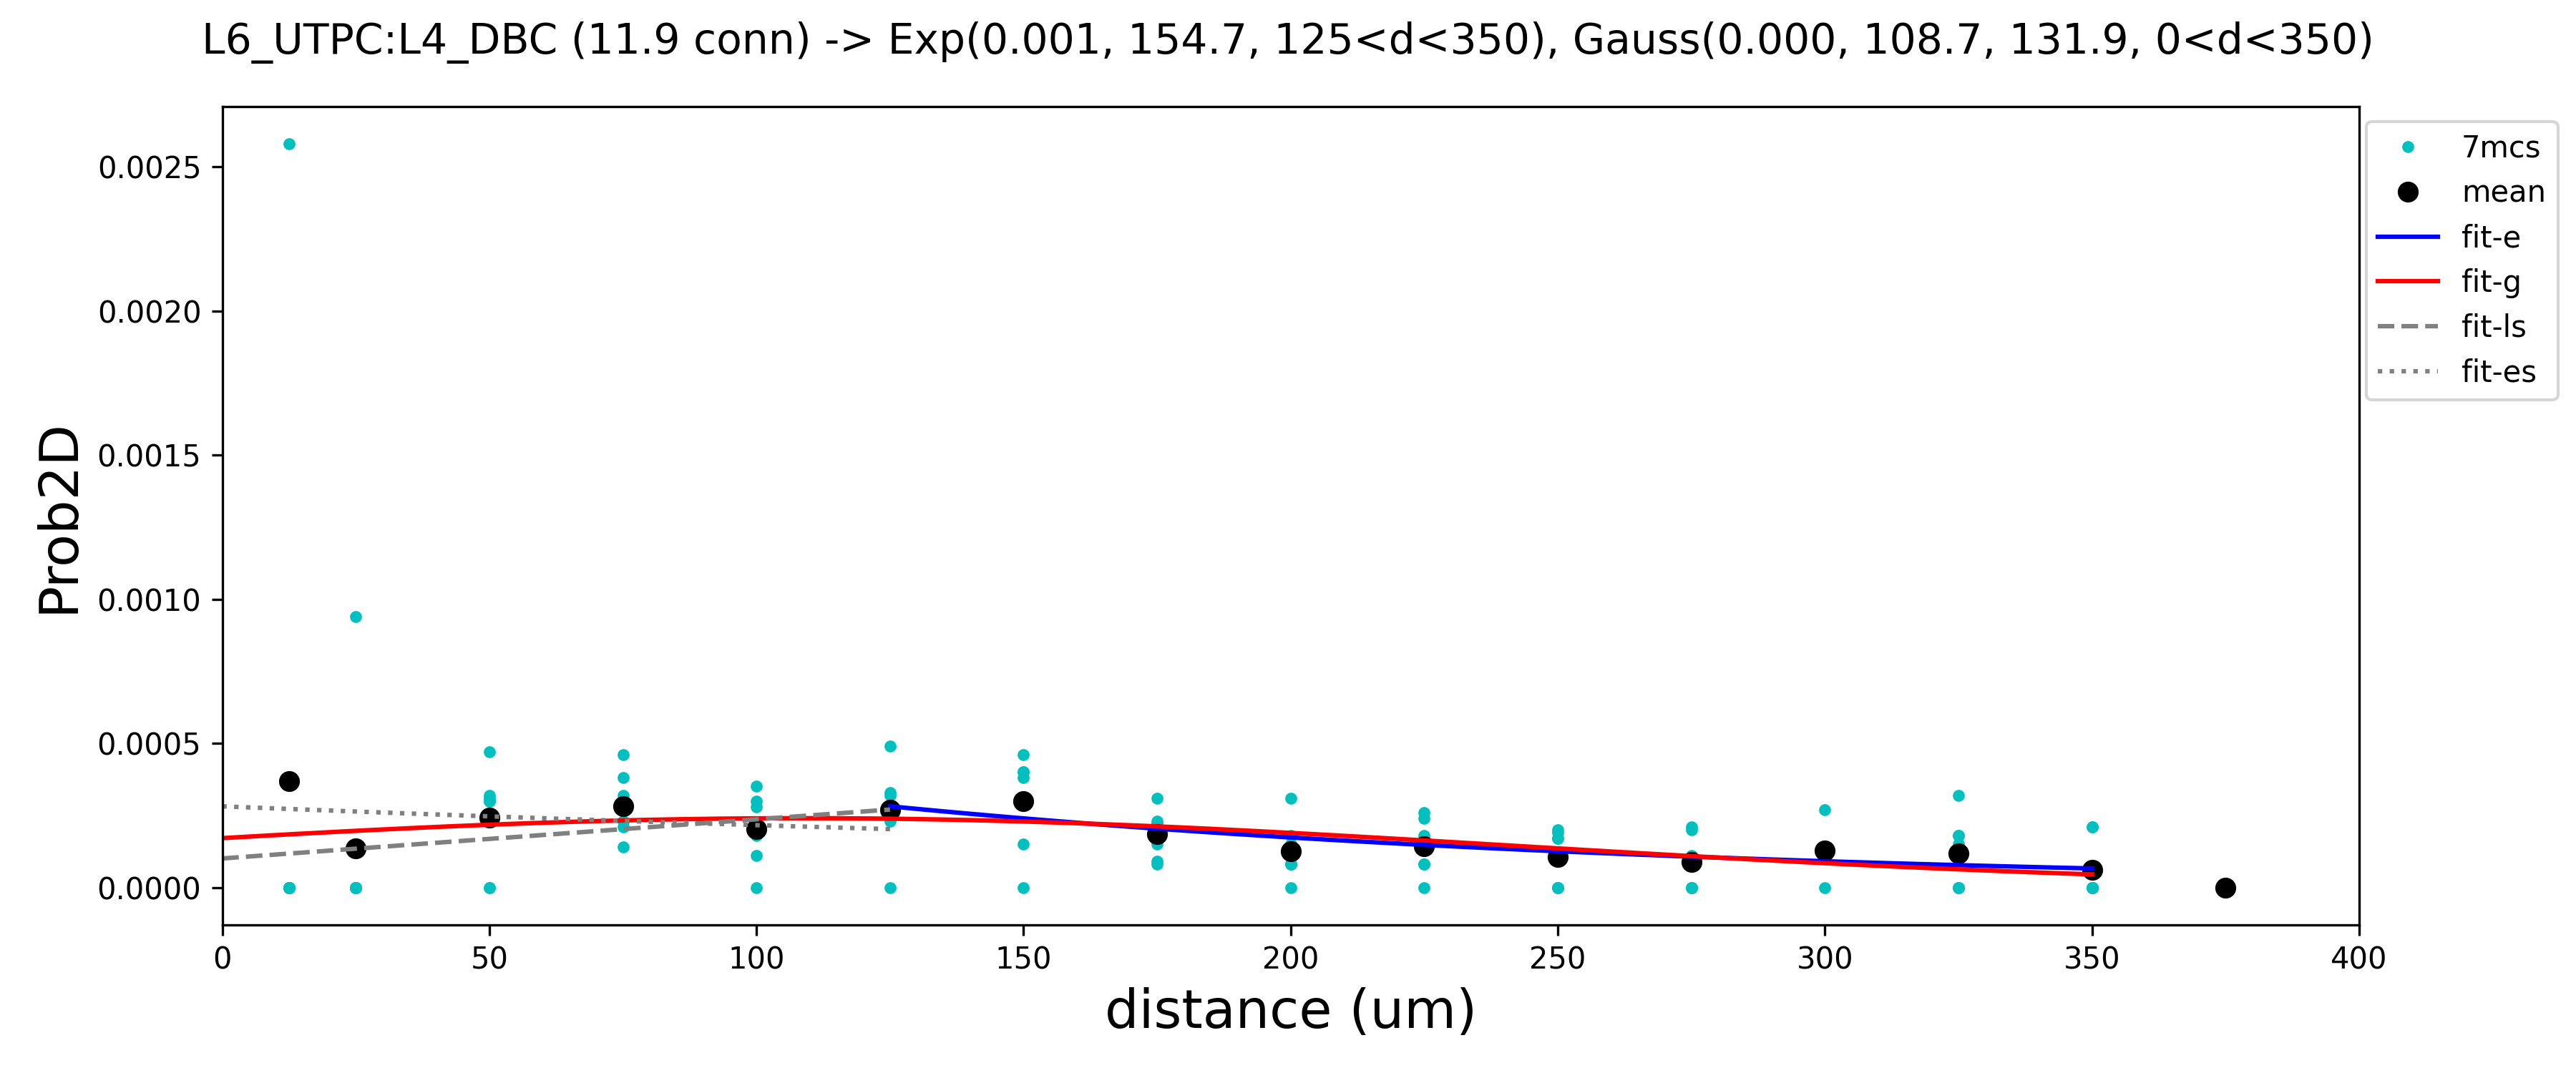 L6_UTPC:L4_DBC (11.9 conn) -> Exp(0.001, 154.7, 125<d<350), Gauss(0.000, 108.7, 131.9, 0<d<350)
0.0025
0.0020
0.0015
0.0010
0.0005
0.0000
Prob2D
0 50 100 150 200 250 300 350 400
distance (um)
7mcs
mean
fit-e
fit-g
fit-ls
fit-es